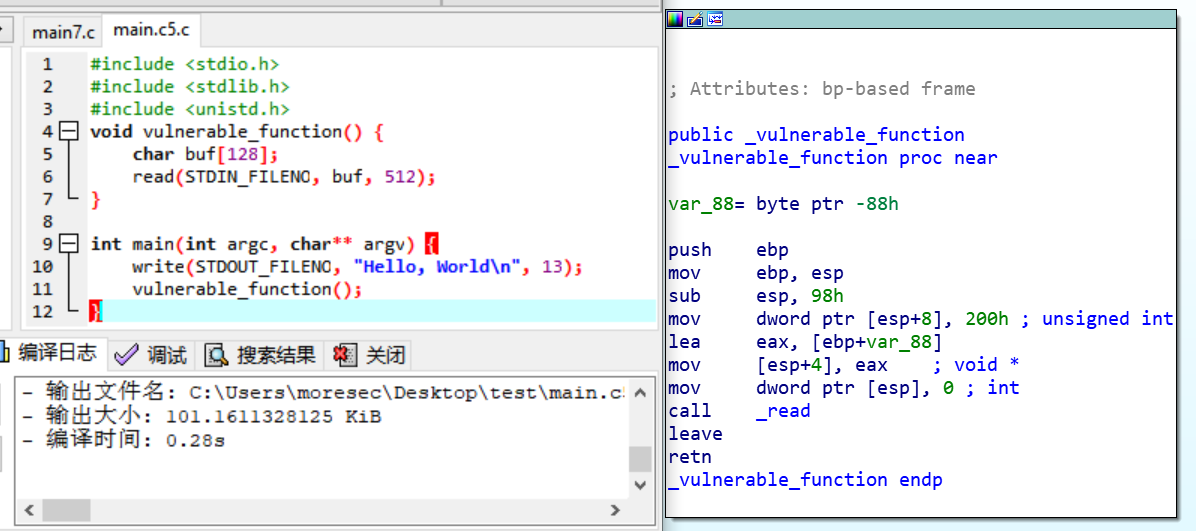 main7.c main.c5.c
1 #include <stdio.h>
2 #include <stdlib.h>
3 #include <unistd.h>
4 void vulnerable_function() {
5 char buf[128];
6 read(STDIN_FILENO, buf, 512);
7 }
8
9 int main(int argc, char** argv) {
10 write(STDOUT_FILENO, "Hello, World\n", 13);
11 vulnerable_function();
12 }
编译日志 调试 搜索结果 关闭
- 输出文件名: C:\Users\moresec\Desktop\test\main.c
- 输出大小: 101.1611328125 KiB
- 编译时间: 0.28s
; Attributes: bp-based frame
public _vulnerable_function
_vulnerable_function proc near
var_88= byte ptr -88h
push ebp
mov ebp, esp
sub esp, 98h
mov dword ptr [esp+8], 200h ; unsigned int
lea eax, [ebp+var_88]
mov [esp+4], eax ; void *
mov dword ptr [esp], 0 ; int
call _read
leave
retn
_vulnerable_function endp